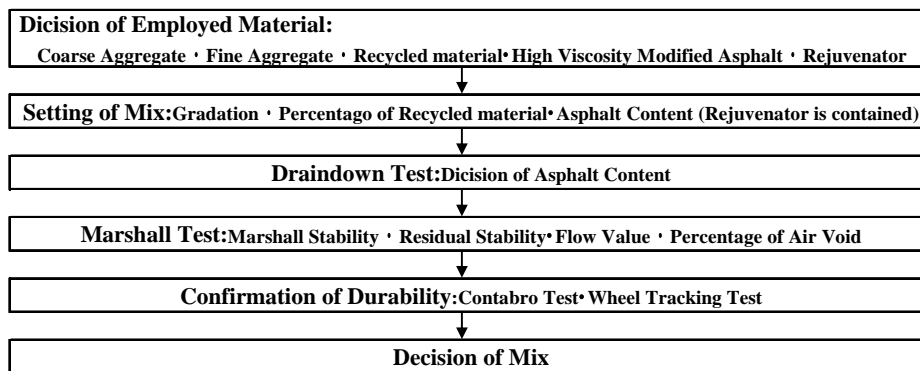 Dicision of Employed Material:
Coarse Aggregate・Fine Aggregate・Recycled material・High Viscosity Modified Asphalt・Rejuvenator
Setting of Mix:Gradation・Percentago of Recycled material・Asphalt Content (Rejuvenator is contained)
Draindown Test:Dicision of Asphalt Content
Marshall Test:Marshall Stability・Residual Stability・Flow Value・Percentage of Air Void
Confirmation of Durability:Contabro Test・Wheel Tracking Test
Decision of Mix